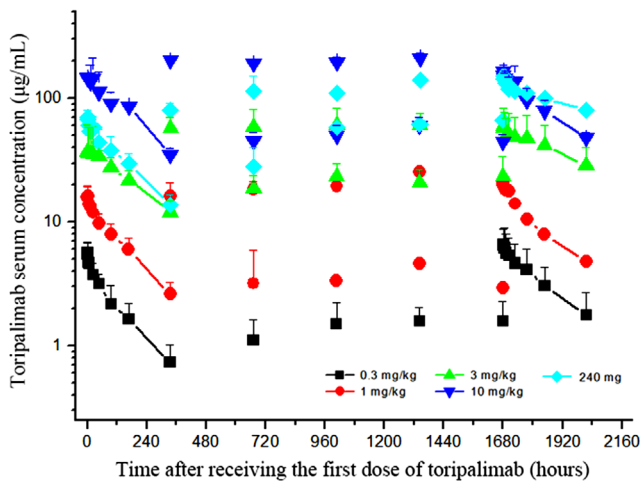 Toripalimab serum concentration (μg/mL)
100
10
1
0.3 mg/kg
3 mg/kg
240 mg
1 mg/kg
10 mg/kg
0 240 480 720 960 1200 1440 1680 1920 2160
Time after receiving the first dose of toripalimab (hours)